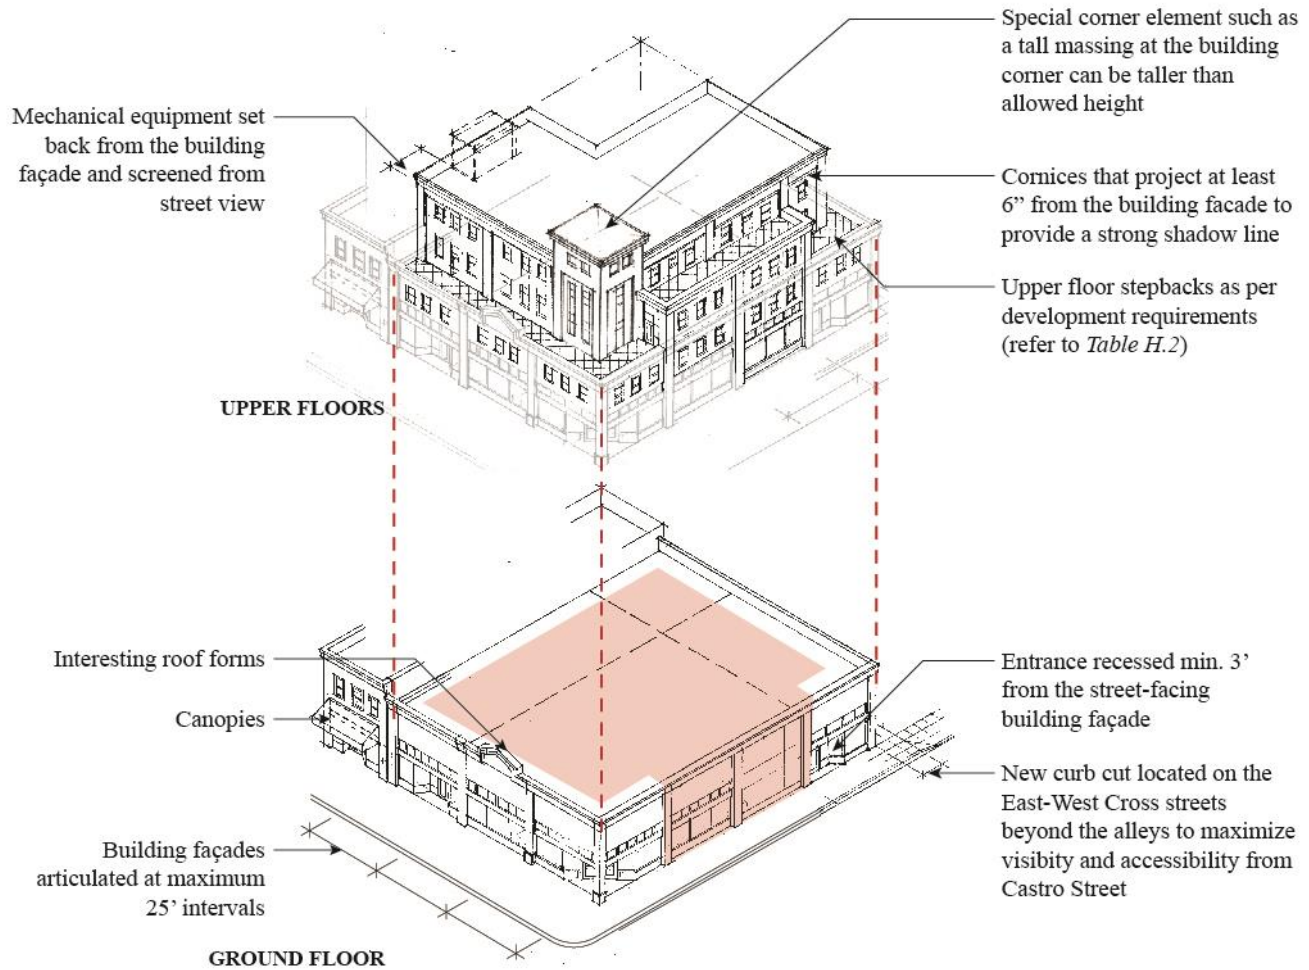 Special corner element such as
a tall massing at the building
corner can be taller than
allowed height
Mechanical equipment set
back from the building
façade and screened from
street view
Cornices that project at least
6” from the building facade to
provide a strong shadow line
Upper floor stepbacks as per
development requirements
(refer to Table H.2)
UPPER FLOORS
Interesting roof forms
Canopies
Building façades
articulated at maximum
25’ intervals
Entrance recessed min. 3’
from the street-facing
building façade
New curb cut located on the
East-West Cross streets
beyond the alleys to maximize
visibity and accessibility from
Castro Street
GROUND FLOOR